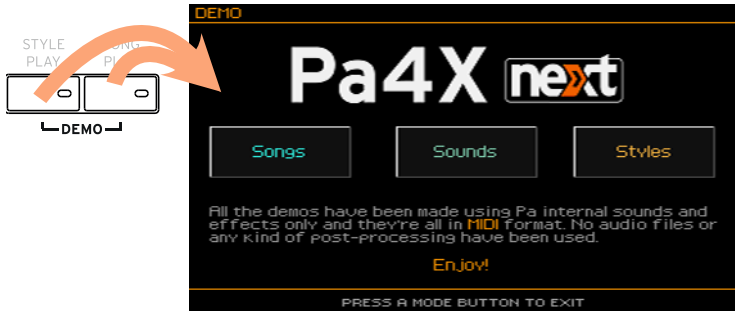 STYLE
PLAY
DEMO
DEMO
Pa4X next
Songs Sounds Styles
All the demos have been made using Pa internal sounds and
effects only and they're all in MIDI format. No audio files or
any kind of post-processing have been used.
Enjoy!
PRESS A MODE BUTTON TO EXIT